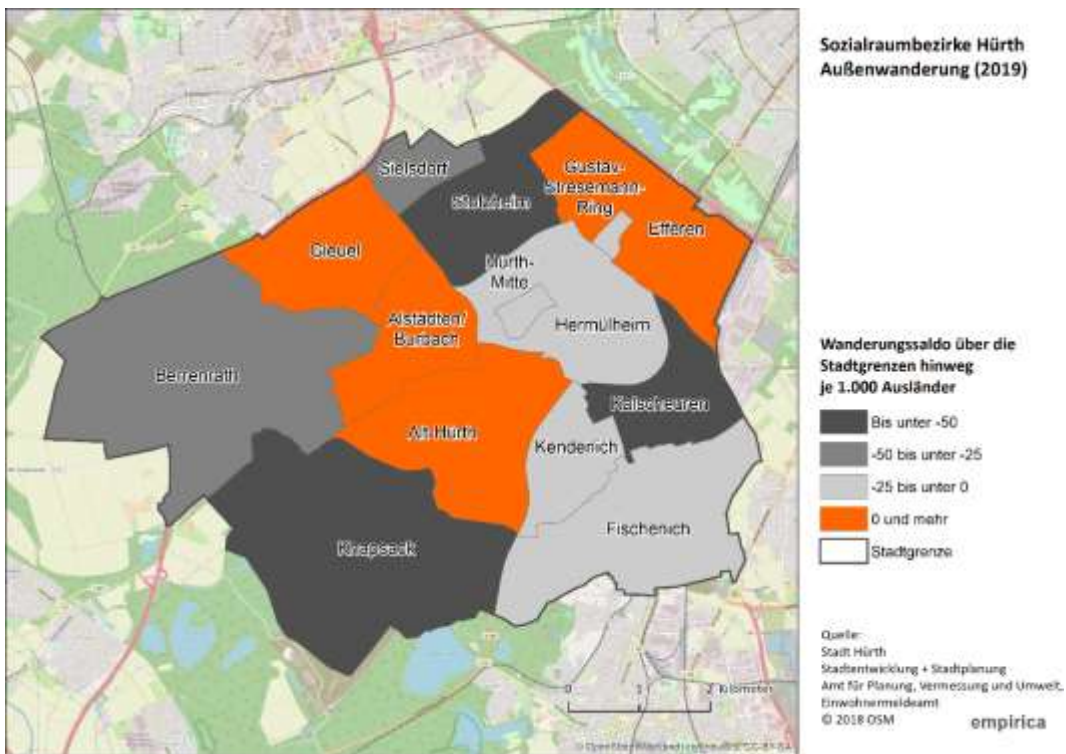 Sozialraumbezirke Hürth
Außenwanderung (2019)
Sielsdorf
Gustav-
Stresemann-
Ring
Stotzheim
Efferen
Gleuel
Hürth-
Mitte
Alstädten/
Burbach
Hermülheim
Berrenrath
Kalscheuren
Alt-Hürth
Kendenich
Fischenich
Knapsack
Wanderungssaldo über die
Stadtgrenzen hinweg
je 1.000 Ausländer
Bis unter -50
-50 bis unter -25
-25 bis unter 0
0 und mehr
Stadtgrenze
0 1 2 Kilometer
Quelle:
Stadt Hürth
Stadtentwicklung + Stadtplanung
Amt für Planung, Vermessung und Umwelt,
Einwohnermeldeamt
© 2018 OSM
empirica